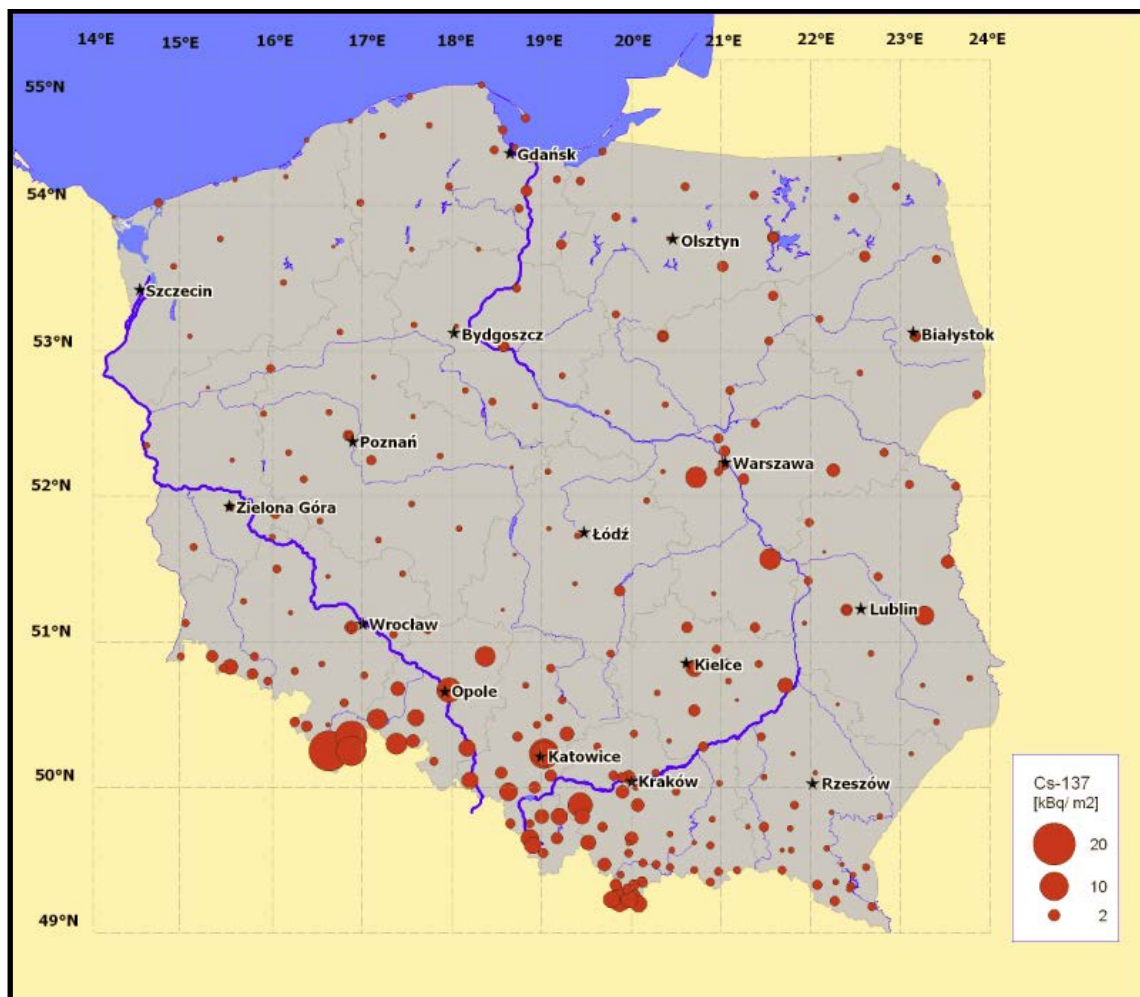 14°E 15°E 16°E 17°E 18°E 19°E 20°E 21°E 22°E 23°E 24°E
55°N
Gdańsk
54°N
Olsztyn
Szczecin
Bydgoszcz
Białystok
53°N
Poznań
Warszawa
52°N
Zielona Góra
Łódź
Lublin
Wrocław
51°N
Kielce
Opole
Katowice
50°N
Kraków
Rzeszów
Cs-137
[kBq/ m2]
20
10
2
49°N